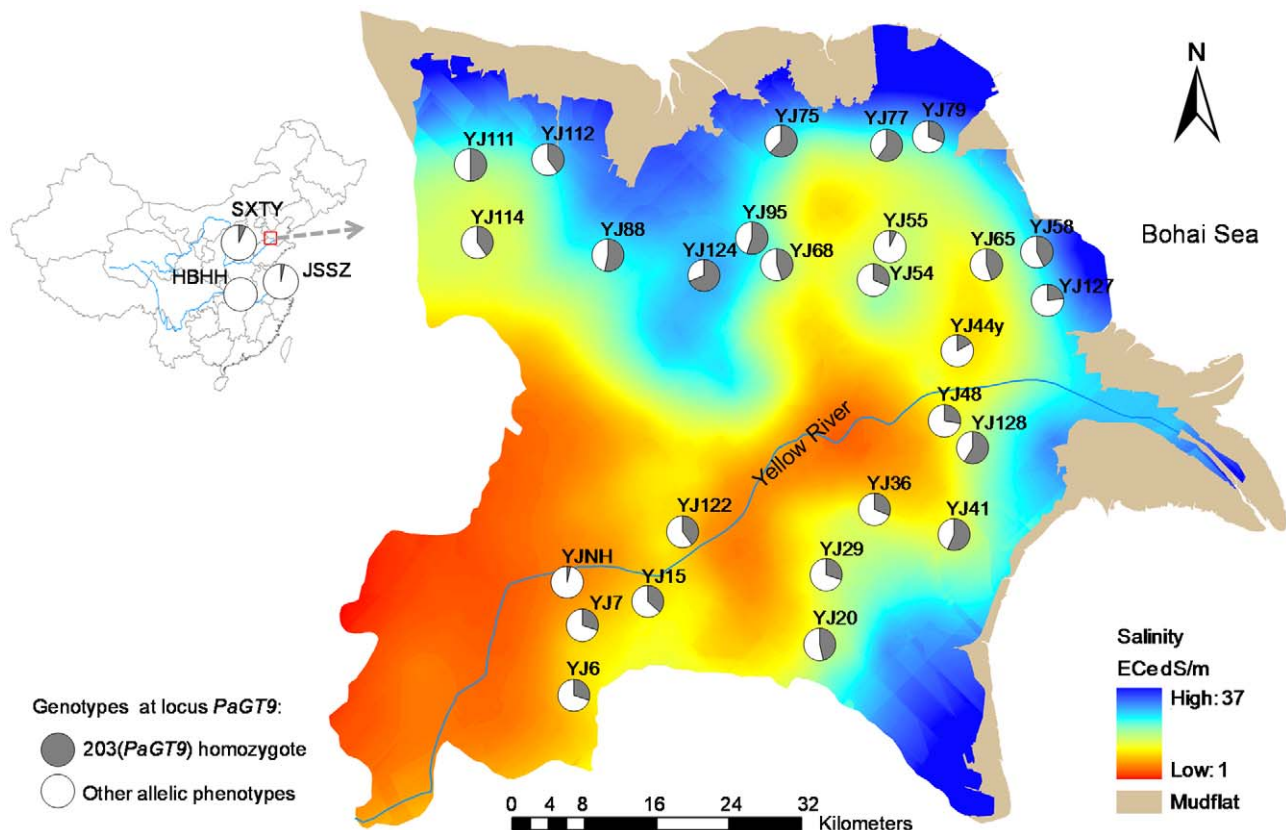 N
YJ75
YJ77
YJ79
YJ111
YJ112
SXTY
YJ114
YJ88
YJ95
YJ55
YJ65
YJ58
Bohai Sea
HBHH
JSSZ
YJ124
YJ68
YJ54
YJ127
YJ44y
YJ48
Yellow River
YJ128
YJ36
YJ41
YJ122
YJNH
YJ15
YJ29
YJ7
YJ20
YJ6
Salinity
ECe dS/m
High: 37
Low: 1
Mudflat
Genotypes at locus PaGT9:
203(PaGT9) homozygote
Other allelic phenotypes
0 4 8 16 24 32
Kilometers